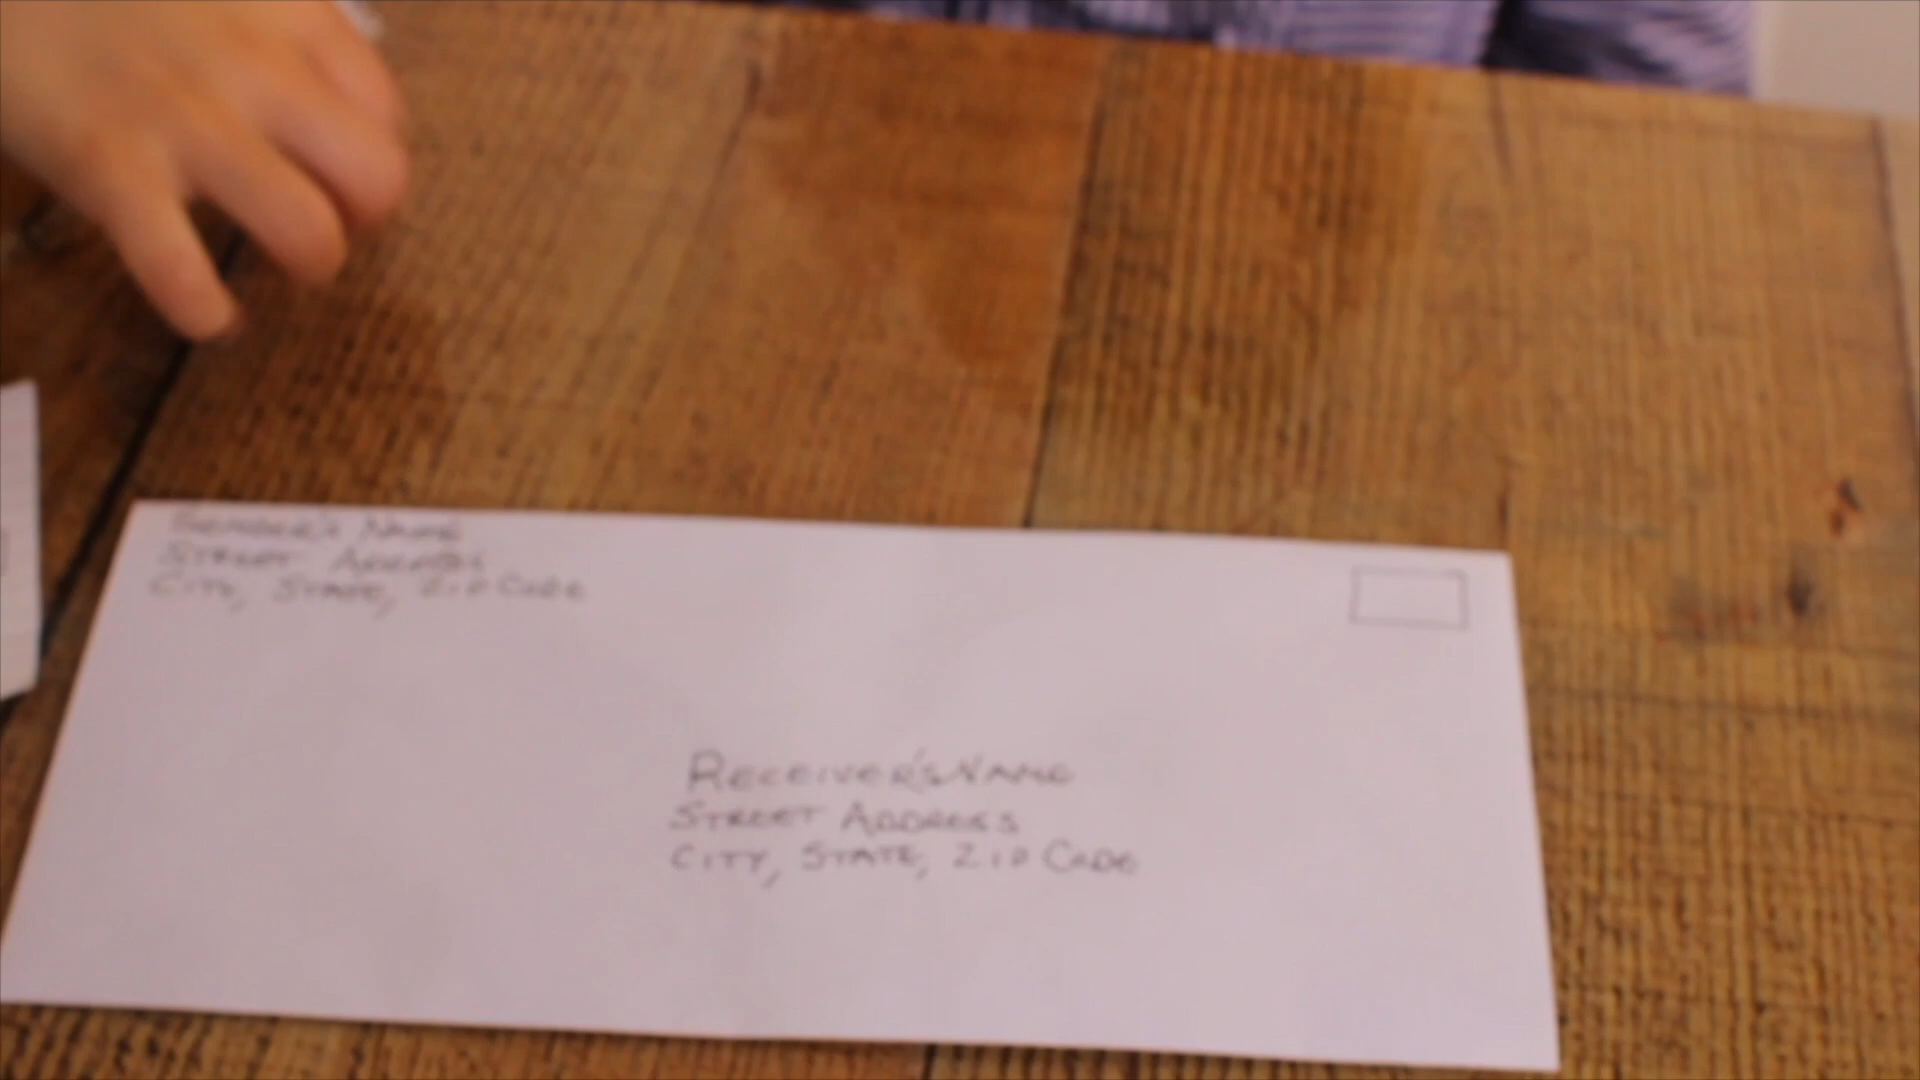 Sender's Name
Street Address
City, State, Zip Code
Receiver's Name
Street Address
City, State, Zip Code